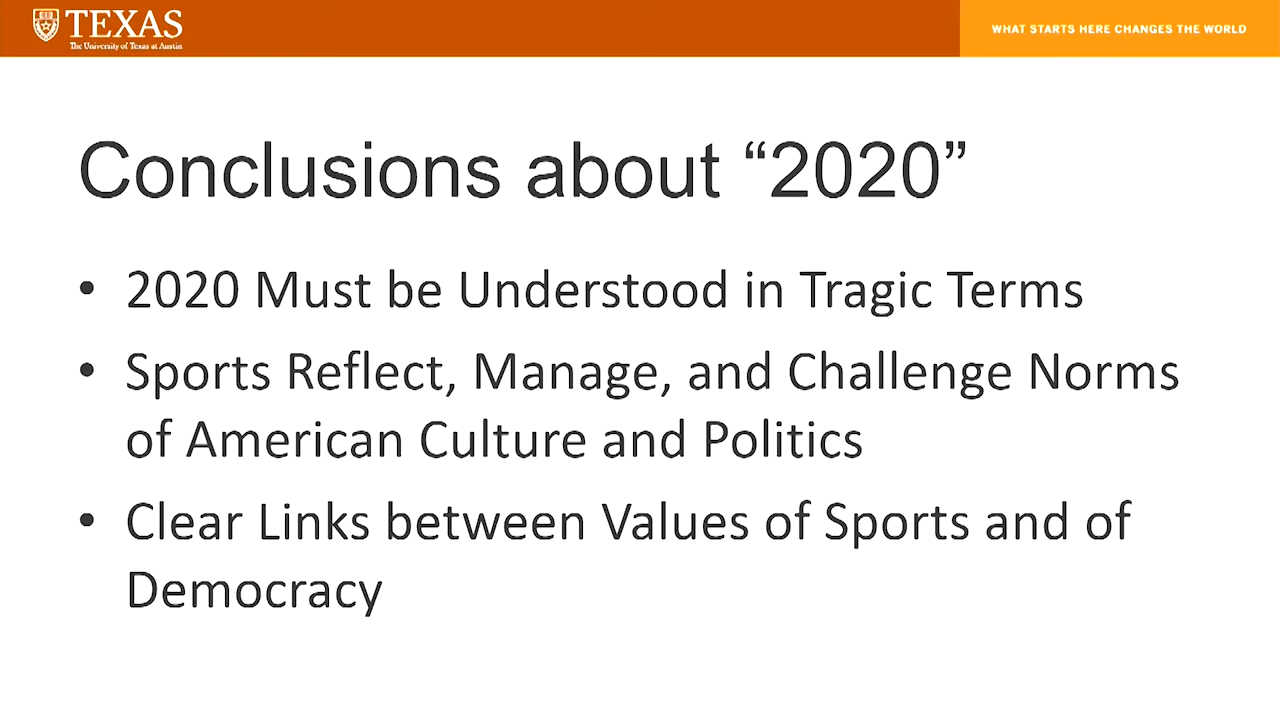 TEXAS
The University of Texas at Austin
WHAT STARTS HERE CHANGES THE WORLD
Conclusions about “2020”
• 2020 Must be Understood in Tragic Terms
• Sports Reflect, Manage, and Challenge Norms
of American Culture and Politics
• Clear Links between Values of Sports and of
Democracy